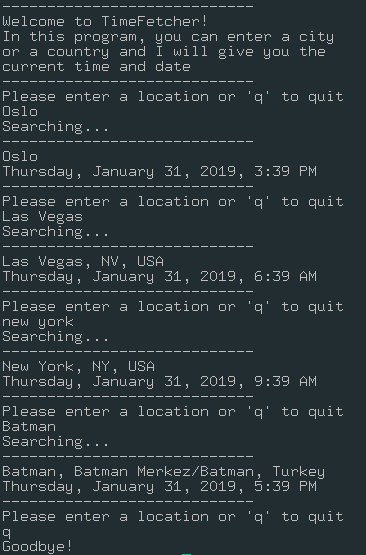 ----------------------------
Welcome to TimeFetcher!
In this program, you can enter a city
or a country and I will give you the
current time and date
----------------------------
Please enter a location or 'q' to quit
Oslo
Searching...
----------------------------
Oslo
Thursday, January 31, 2019, 3:39 PM
----------------------------
Please enter a location or 'q' to quit
Las Vegas
Searching...
----------------------------
Las Vegas, NV, USA
Thursday, January 31, 2019, 6:39 AM
----------------------------
Please enter a location or 'q' to quit
new york
Searching...
----------------------------
New York, NY, USA
Thursday, January 31, 2019, 9:39 AM
----------------------------
Please enter a location or 'q' to quit
Batman
Searching...
----------------------------
Batman, Batman Merkez/Batman, Turkey
Thursday, January 31, 2019, 5:39 PM
----------------------------
Please enter a location or 'q' to quit
q
Goodbye!